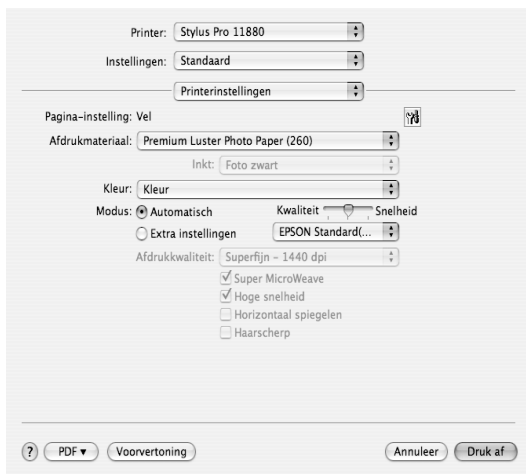 Printer: Stylus Pro 11880
Instellingen: Standaard
Printerinstellingen
Pagina-instelling: Vel
Afdrukmateriaal: Premium Luster Photo Paper (260)
Inkt: Foto zwart
Kleur: Kleur
Modus: Automatisch Kwaliteit Snelheid
Extra instellingen EPSON Standard(...
Afdrukkwaliteit: Superfijn - 1440 dpi
Super MicroWeave
Hoge snelheid
Horizontaal spiegelen
Haarscherp
? PDF Voorvertoning Annuleer Druk af